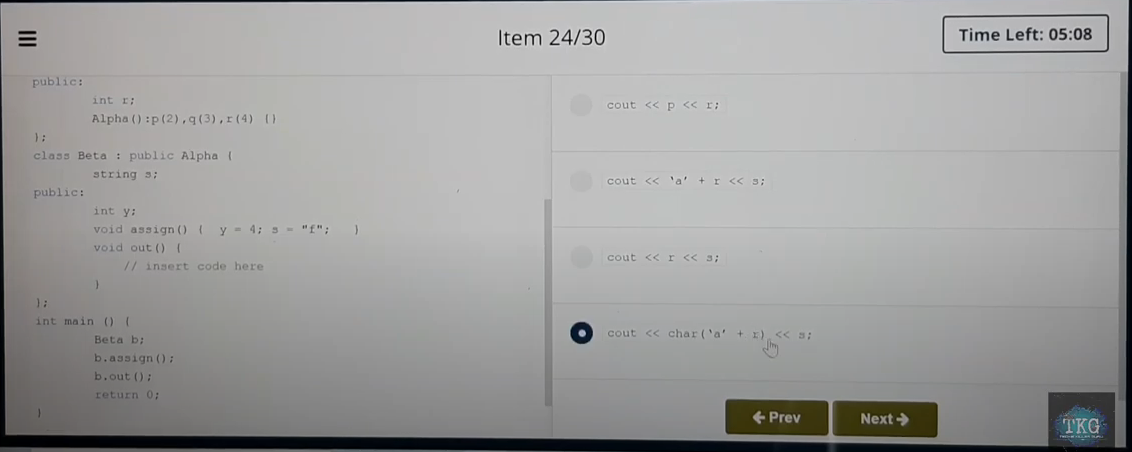 Item 24/30
Time Left: 05:08
public:
int r;
Alpha():p(2),q(3),r(4) {}
};
class Beta : public Alpha {
string s;
public:
int y;
void assign() { y = 4; s = "f"; }
void out() {
// insert code here
}
};
int main () {
Beta b;
b.assign();
b.out();
return 0;
}
cout << p << r;
cout << ‘a’ + r << s;
cout << r << s;
cout << char(‘a’ + r) << s;
Prev
Next
TKG